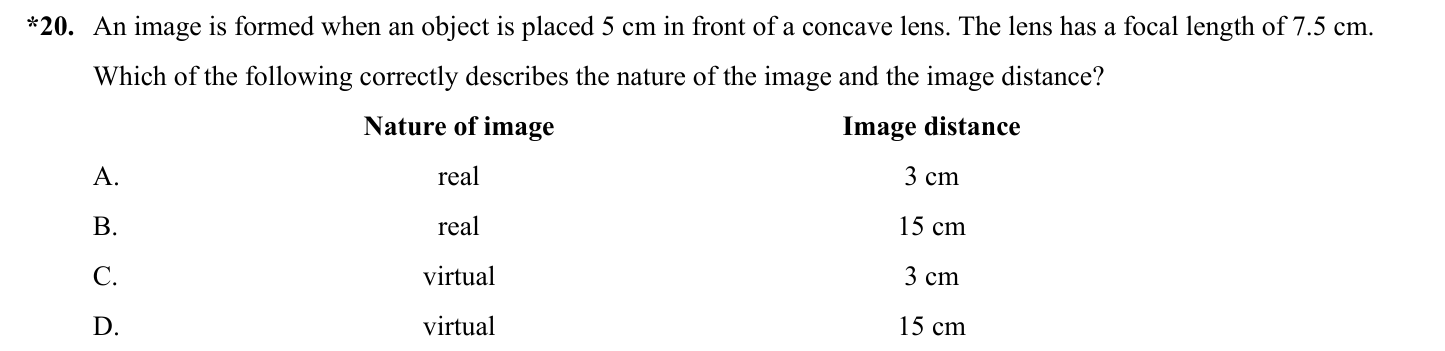 *20. An image is formed when an object is placed 5 cm in front of a concave lens. The lens has a focal length of 7.5 cm.
Which of the following correctly describes the nature of the image and the image distance?
Nature of image Image distance
A. real 3 cm
B. real 15 cm
C. virtual 3 cm
D. virtual 15 cm